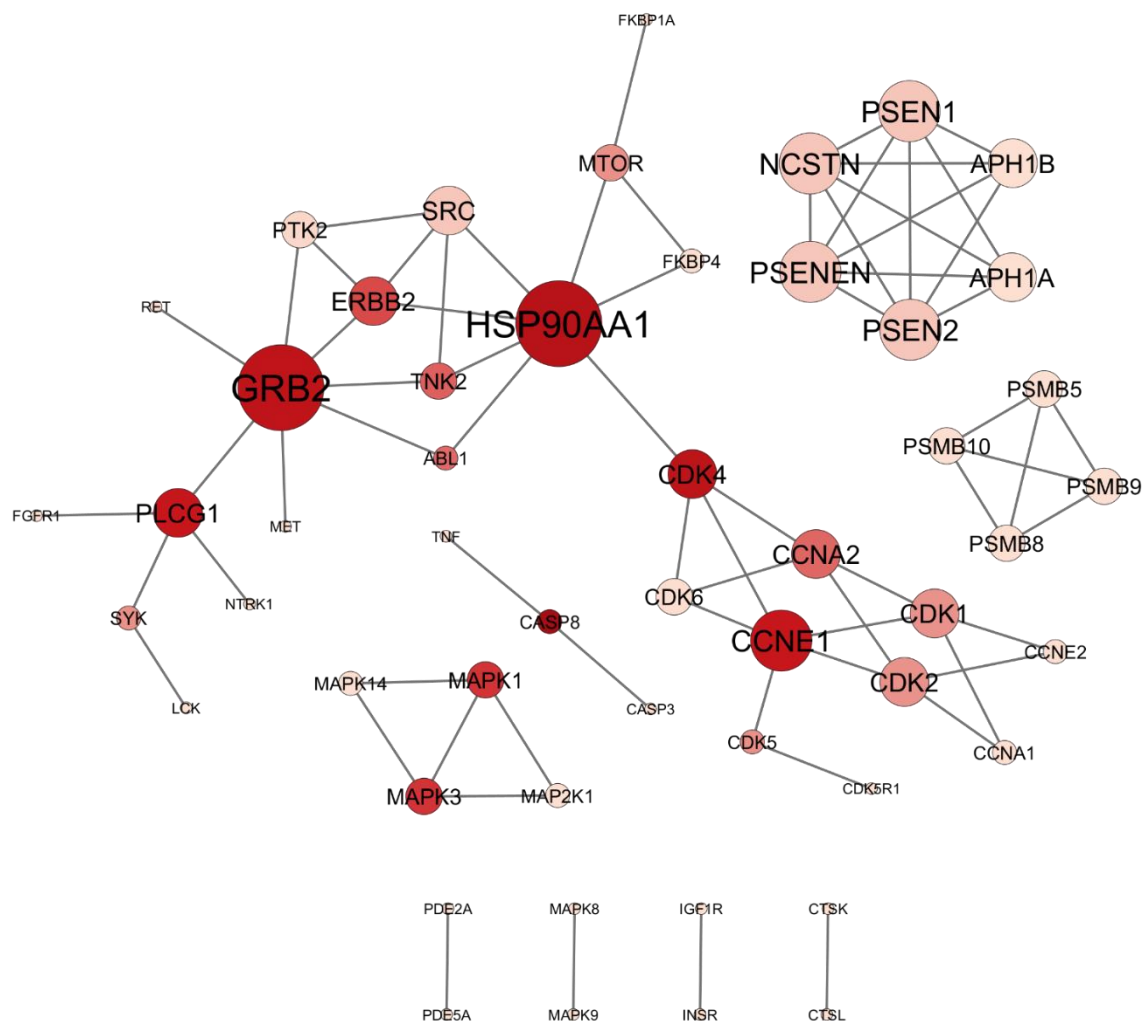 FKBP1A
PSEN1
MTOR
NCSTN
APH1B
SRC
PTK2
FKBP4
PSENEN
APH1A
ERBB2
RET
HSP90AA1
PSEN2
GRB2
TNK2
PSMB5
PSMB10
ABL1
CDK4
PSMB9
FGFR1
PLCG1
MET
TNF
PSMB8
CCNA2
NTRK1
CDK6
SYK
CASP8
CDK1
CCNE1
CCNE2
MAPK14
MAPK1
CDK2
LCK
CASP3
CDK5
CCNA1
MAPK3
MAP2K1
CDK5R1
PDE2A
MAPK8
IGF1R
CTSK
PDE5A
MAPK9
INSR
CTSL